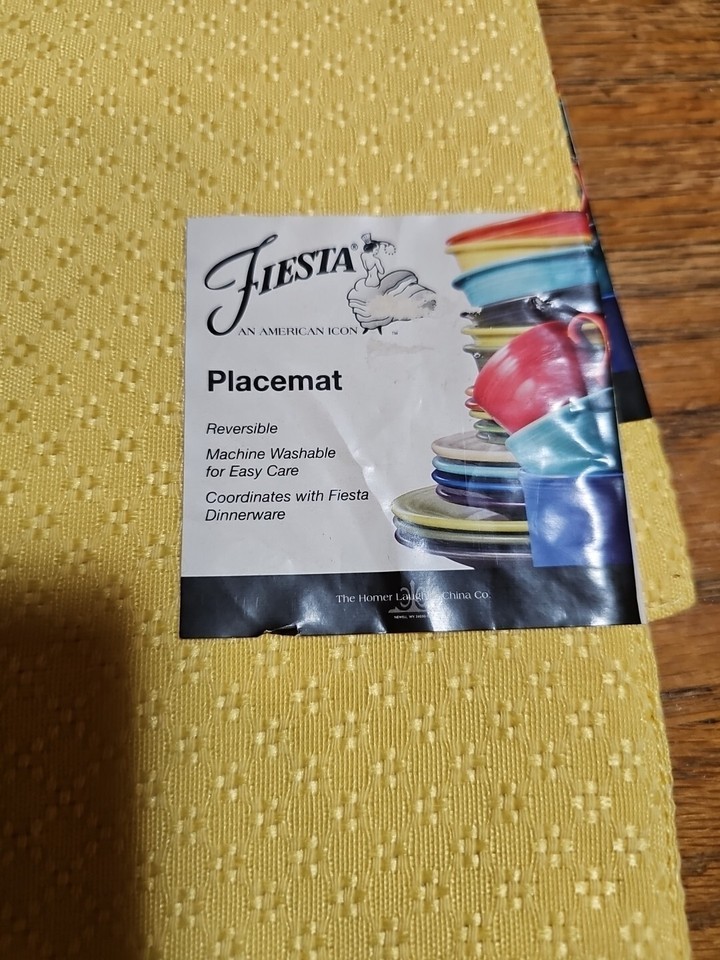 FIESTA®
AN AMERICAN ICON ™
Placemat
Reversible
Machine Washable
for Easy Care
Coordinates with Fiesta
Dinnerware
The Homer China Co.